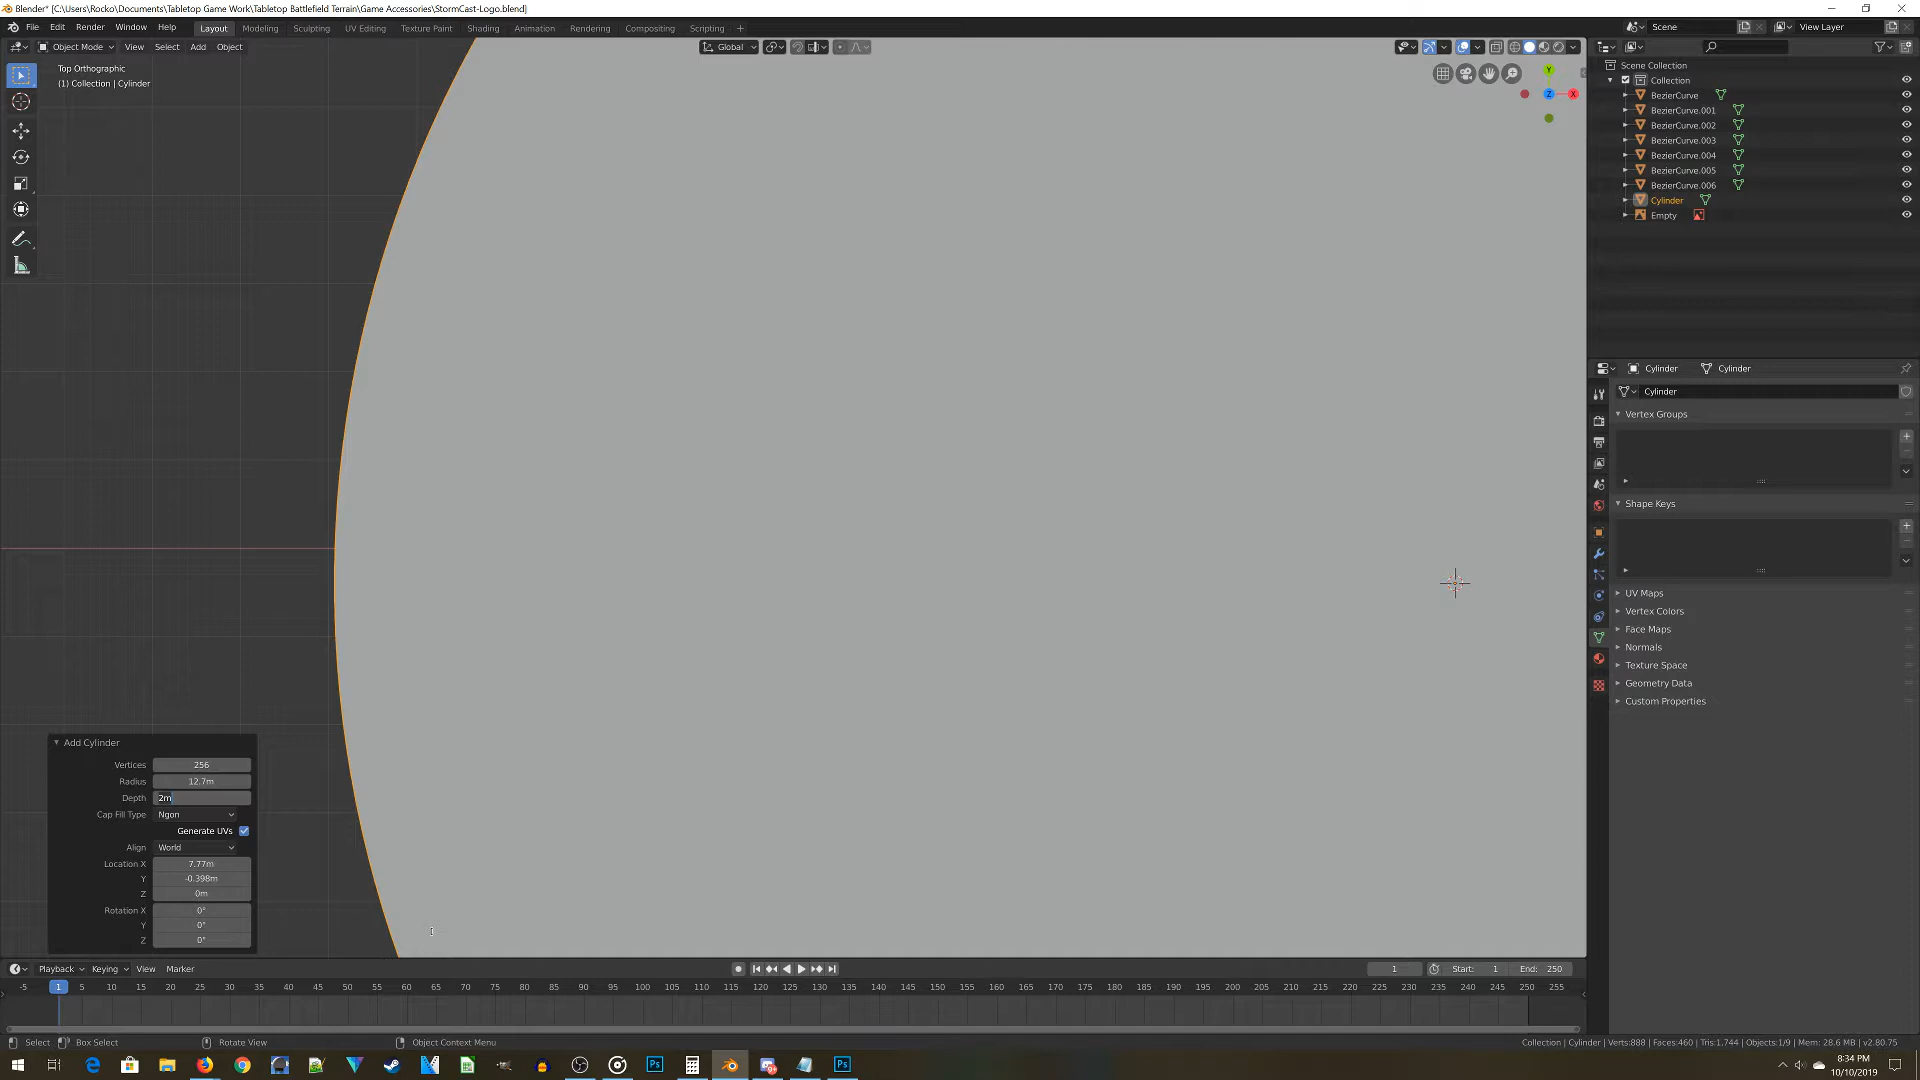 Blender* [C:\Users\Rocko\Documents\Tabletop Game Work\Tabletop Battlefield Terrain\Game Accessories\StormCast-Logo.blend]
File Edit Render Window Help Layout Modeling Sculpting UV Editing Texture Paint Shading Animation Rendering Compositing Scripting + Scene View Layer
Object Mode View Select Add Object Global
Top Orthographic
(1) Collection | Cylinder
Y
Z X
Scene Collection
Collection
BezierCurve
BezierCurve.001
BezierCurve.002
BezierCurve.003
BezierCurve.004
BezierCurve.005
BezierCurve.006
Cylinder
Empty
Cylinder Cylinder
Cylinder
Vertex Groups
Shape Keys
UV Maps
Vertex Colors
Face Maps
Normals
Texture Space
Geometry Data
Custom Properties
Add Cylinder
Vertices 256
Radius 12.7m
Depth 2m
Cap Fill Type Ngon
Generate UVs
Align World
Location X 7.77m
Y -0.398m
Z 0m
Rotation X 0°
Y 0°
Z 0°
Playback Keying View Marker 1 Start: 1 End: 250
-5 1 5 10 15 20 25 30 35 40 45 50 55 60 65 70 75 80 85 90 95 100 105 110 115 120 125 130 135 140 145 150 155 160 165 170 175 180 185 190 195 200 205 210 215 220 225 230 235 240 245 250 255
Select Box Select Rotate View Object Context Menu Collection | Cylinder | Verts:888 | Faces:460 | Tris:1,744 | Objects:1/9 | Mem: 28.6 MB | v2.80.75
Ps Ps
8:34 PM
10/10/2019